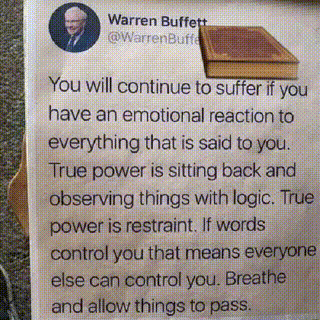 Warren Buffett
@WarrenBuffe
You will continue to suffer if you
have an emotional reaction to
everything that is said to you.
True power is sitting back and
observing things with logic. True
power is restraint. If words
control you that means everyone
else can control you. Breathe
and allow things to pass.